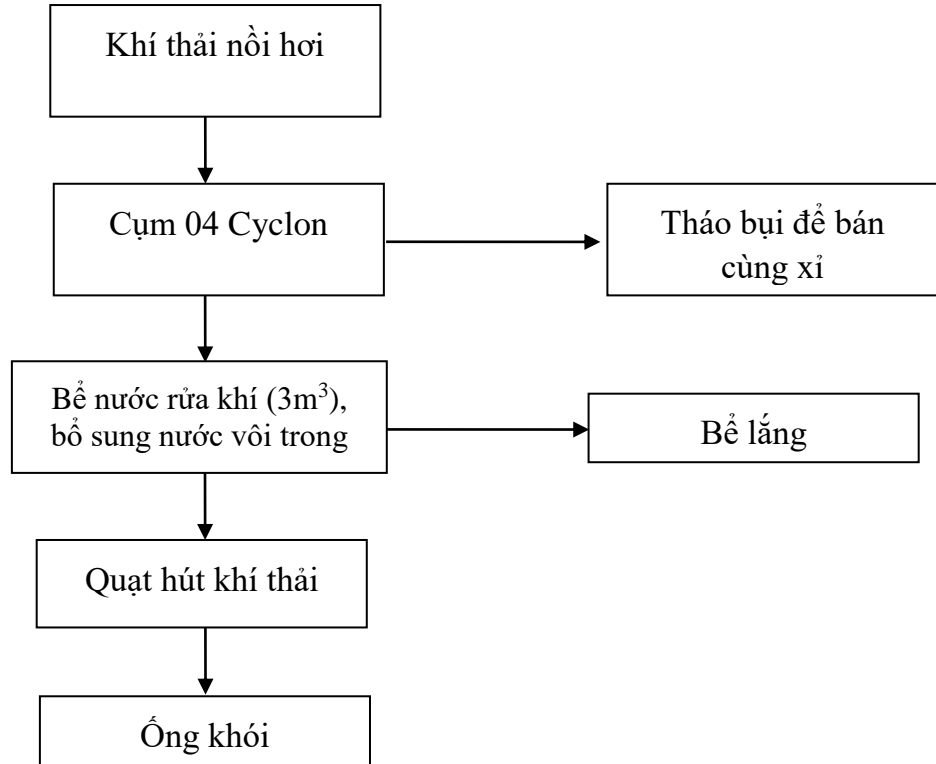 Khí thải nồi hơi
Cụm 04 Cyclon
Tháo bụi để bán
cùng xỉ
Bể nước rửa khí (3m³),
bổ sung nước vôi trong
Bể lắng
Quạt hút khí thải
Ống khói